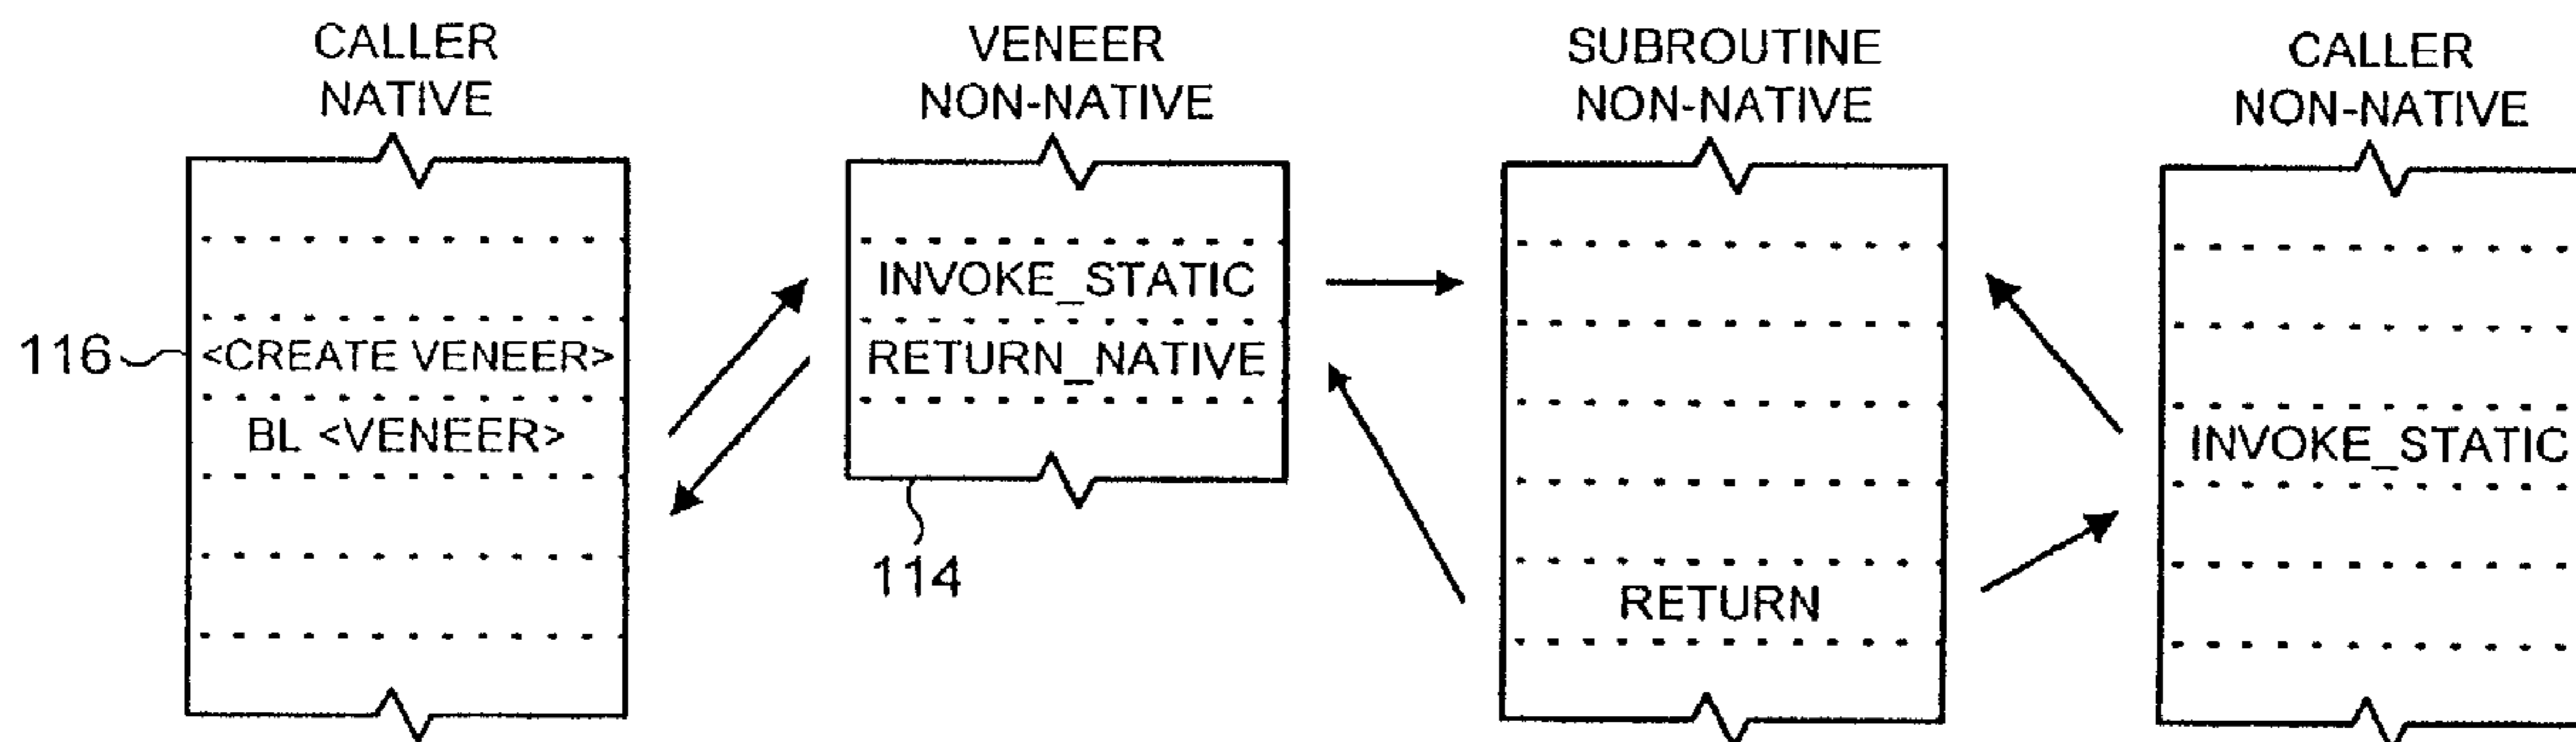 CALLER
NATIVE
116
<CREATE VENEER>
BL <VENEER>
VENEER
NON-NATIVE
INVOKE_STATIC
RETURN_NATIVE
114
SUBROUTINE
NON-NATIVE
RETURN
CALLER
NON-NATIVE
INVOKE_STATIC